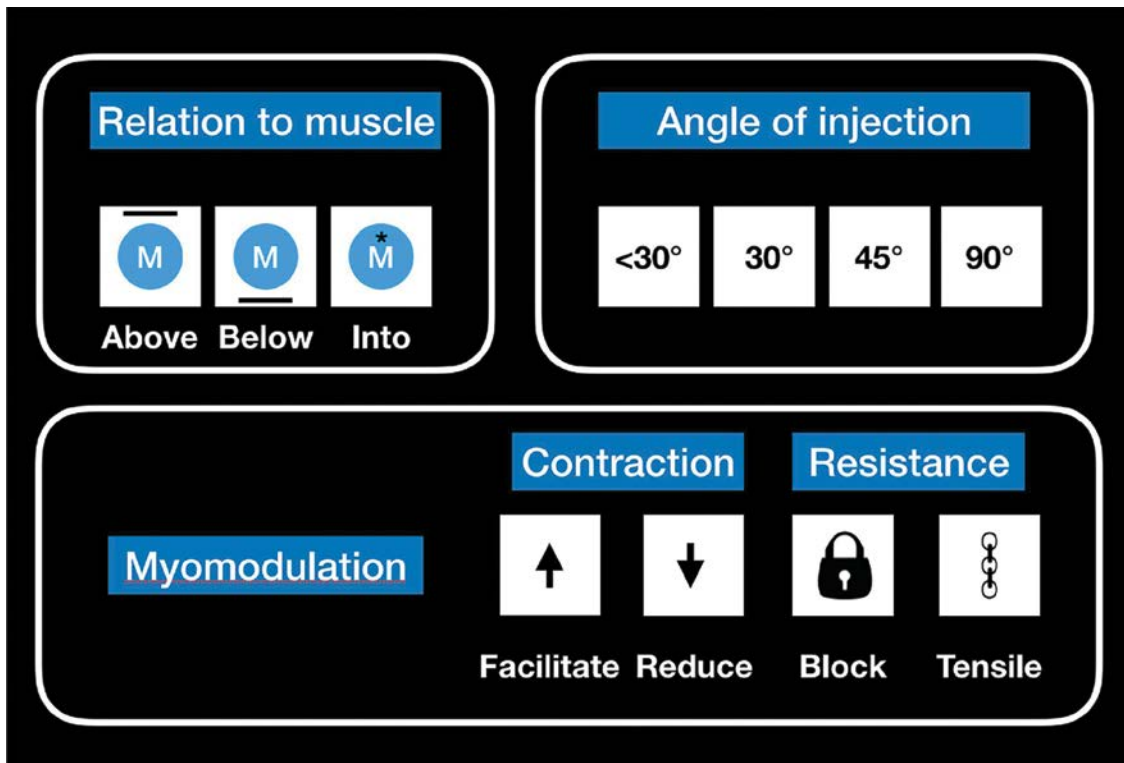 Relation to muscle
M M M*
Above Below Into
Angle of injection
<30° 30° 45° 90°
Contraction Resistance
Myomodulation
Facilitate Reduce Block Tensile